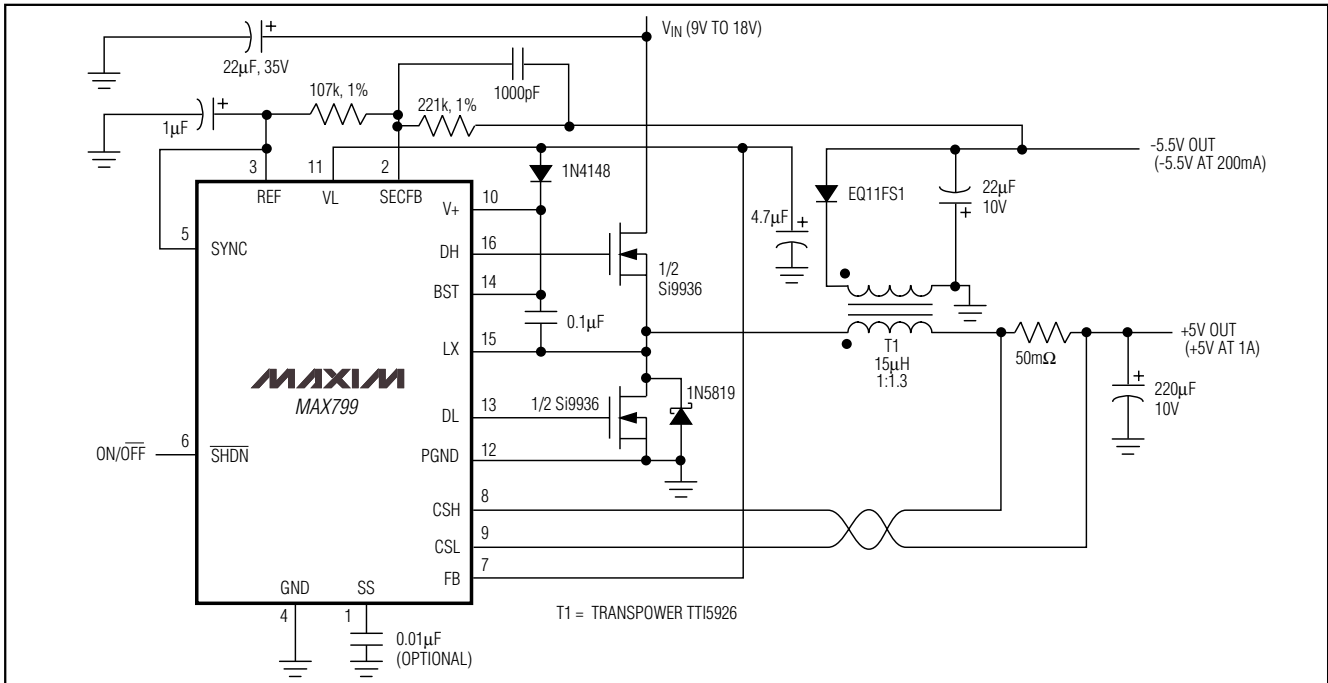 VIN (9V TO 18V)
22µF, 35V
107k, 1%
1000pF
221k, 1%
1µF
-5.5V OUT
(-5.5V AT 200mA)
3
11
2
1N4148
EQ11FS1
22µF
10V
REF
VL
SECFB
V+
10
4.7µF
5
SYNC
DH
16
1/2
Si9936
BST
14
0.1µF
LX
15
T1
15µH
1:1.3
50mΩ
+5V OUT
(+5V AT 1A)
MAXIM
MAX799
1N5819
220µF
10V
DL
13
1/2 Si9936
ON/OFF
6
SHDN
PGND
12
CSH
8
CSL
9
FB
7
GND
SS
T1 = TRANSPOWER TTI5926
4
1
0.01µF
(OPTIONAL)